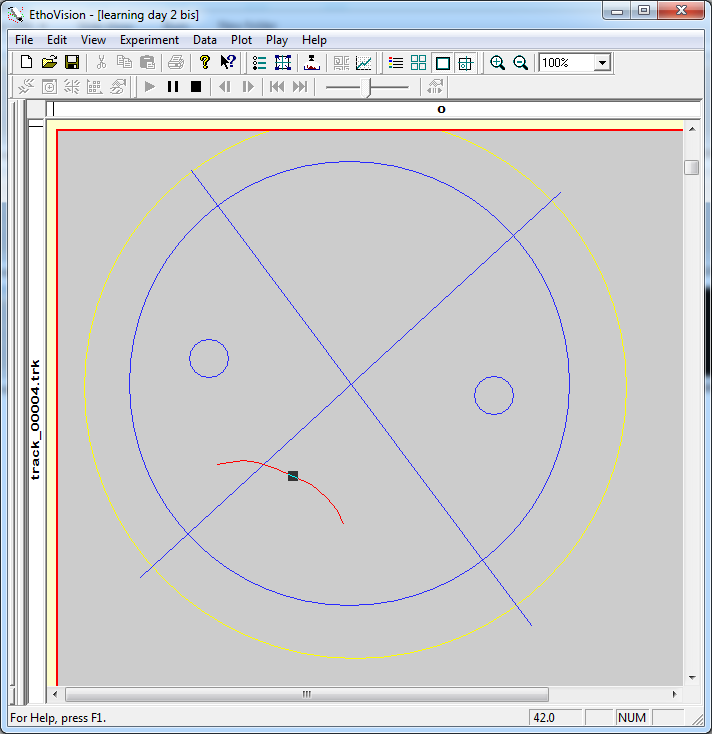 EthoVision - [learning day 2 bis]
File Edit View Experiment Data Plot Play Help
100%
o
track_00004.trk
For Help, press F1.
42.0
NUM